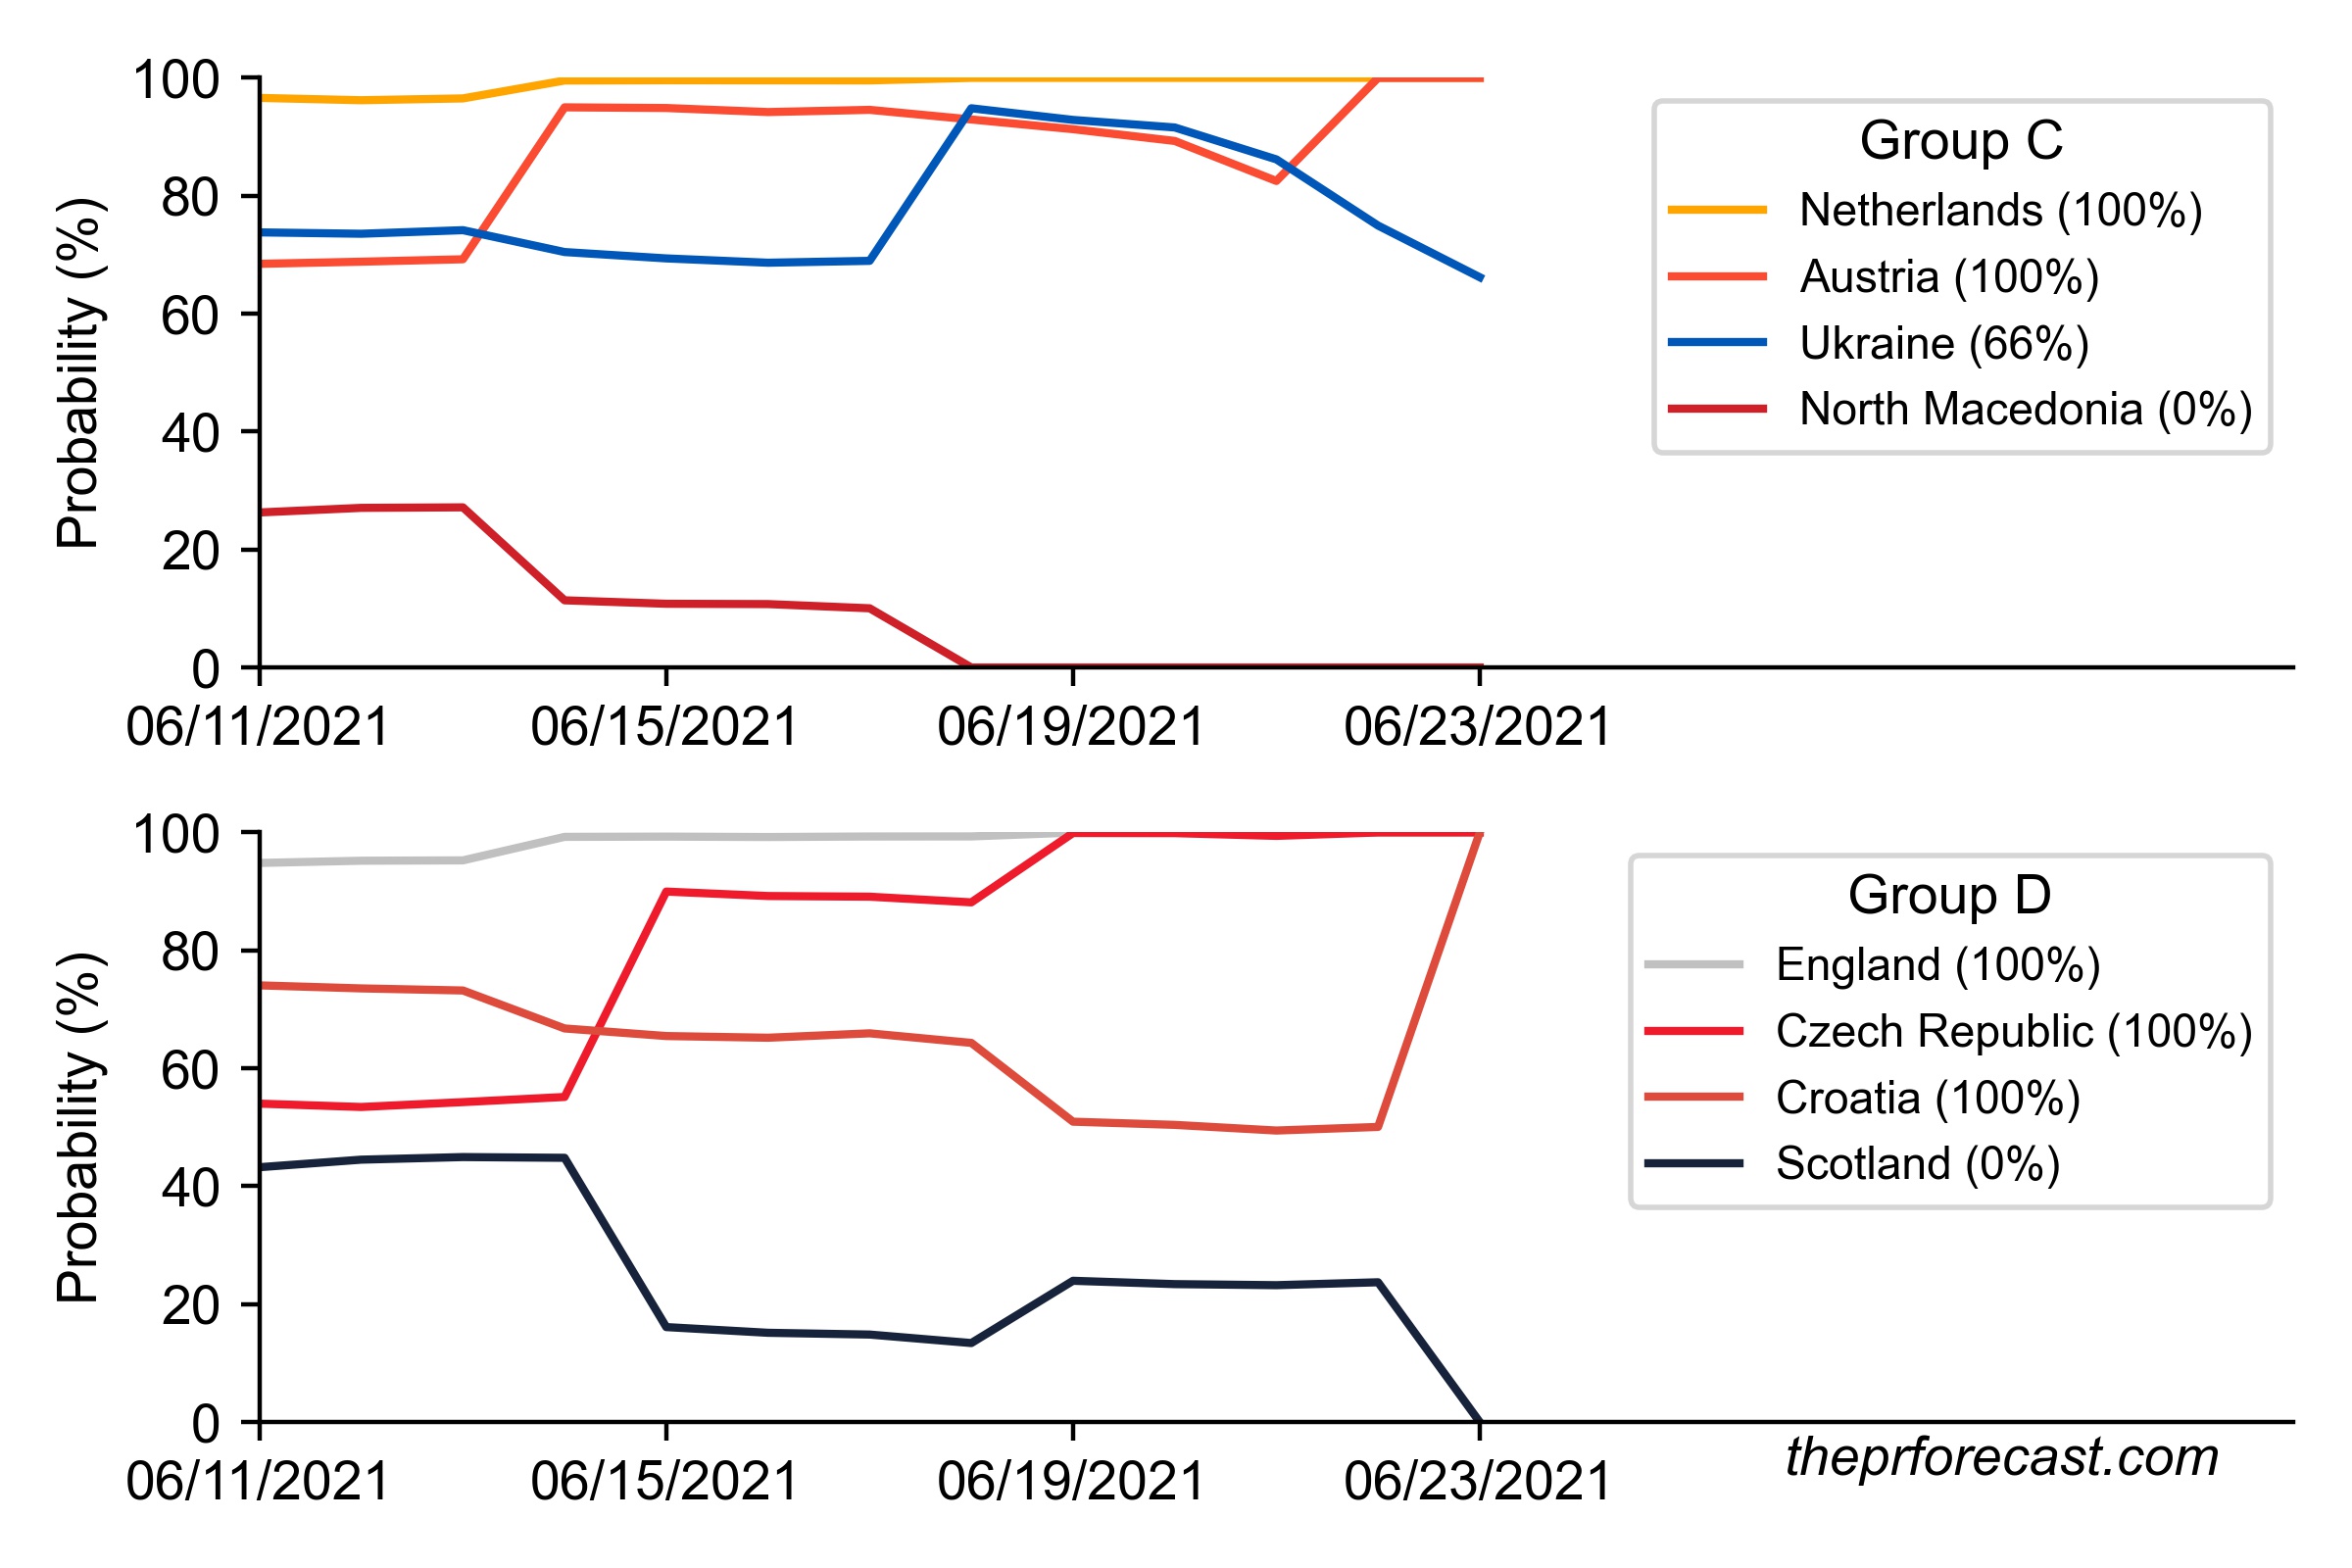 Probability (%)
100
80
60
40
20
0
06/11/2021
06/15/2021
06/19/2021
06/23/2021
Group C
Netherlands (100%)
Austria (100%)
Ukraine (66%)
North Macedonia (0%)
Probability (%)
100
80
60
40
20
0
06/11/2021
06/15/2021
06/19/2021
06/23/2021
Group D
England (100%)
Czech Republic (100%)
Croatia (100%)
Scotland (0%)
theprforecast.com